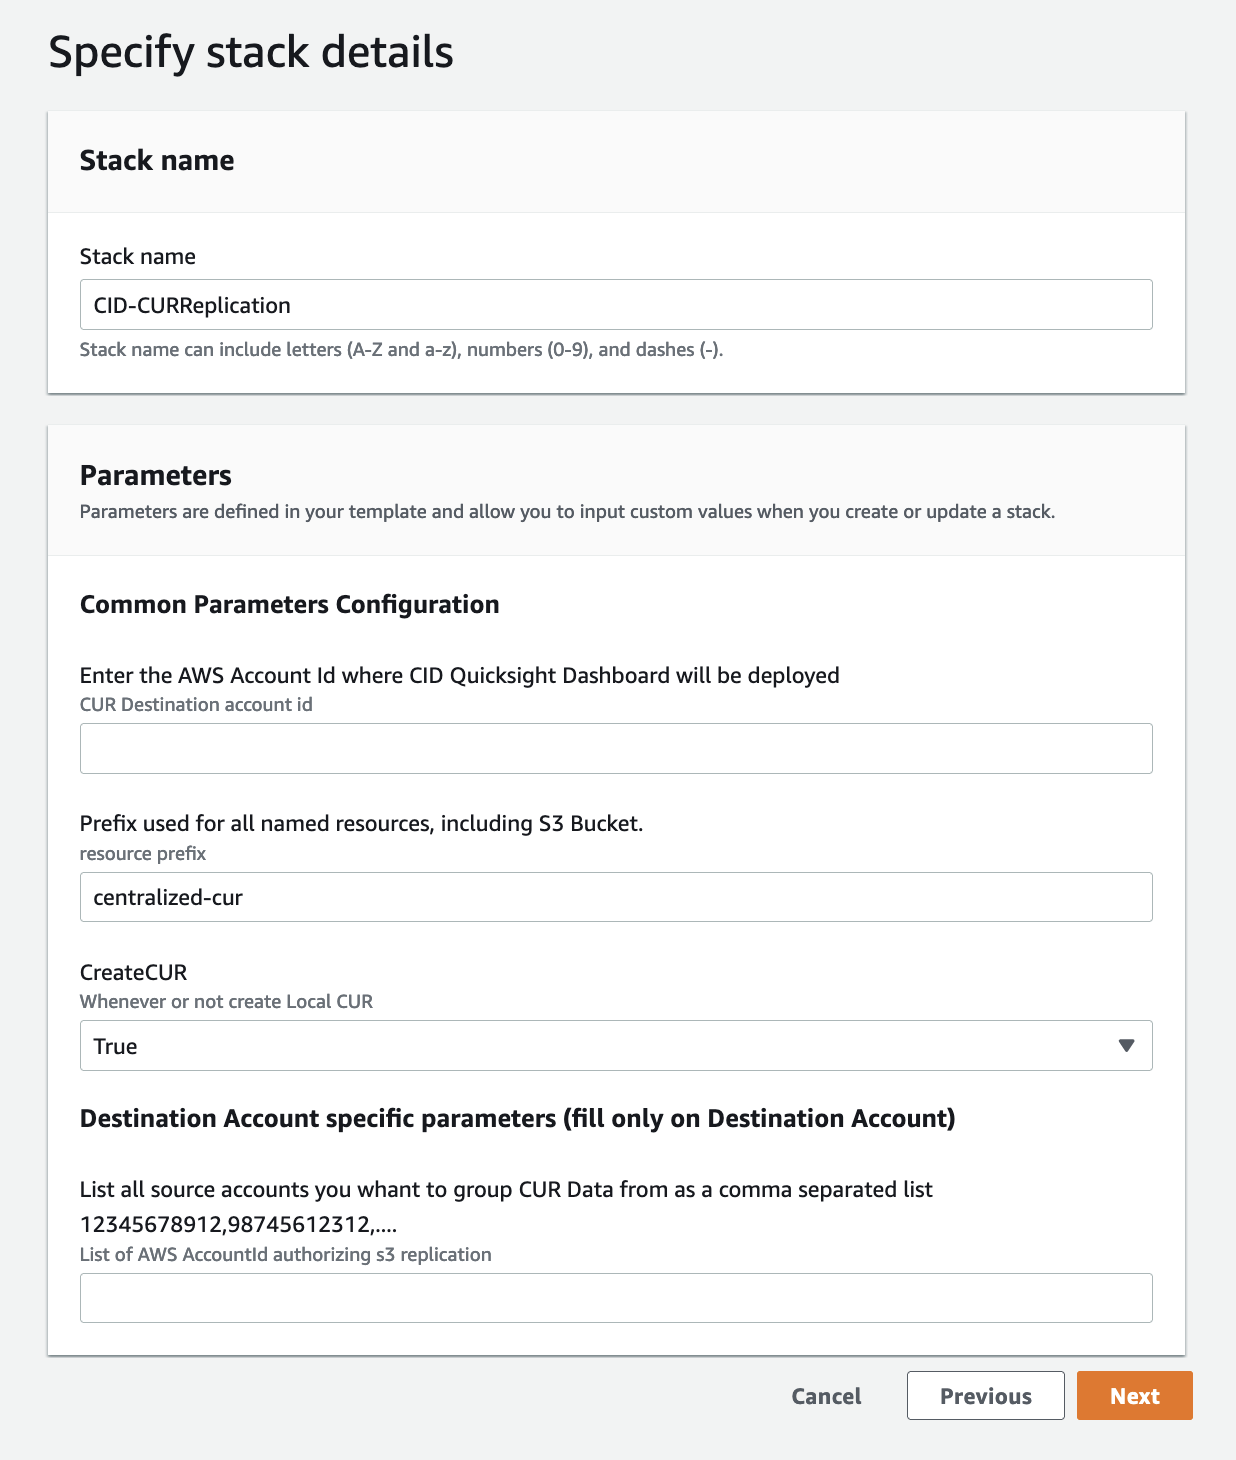 Specify stack details
Stack name
Stack name
CID-CURReplication
Stack name can include letters (A-Z and a-z), numbers (0-9), and dashes (-).
Parameters
Parameters are defined in your template and allow you to input custom values when you create or update a stack.
Common Parameters Configuration
Enter the AWS Account Id where CID Quicksight Dashboard will be deployed
CUR Destination account id
Prefix used for all named resources, including S3 Bucket.
resource prefix
centralized-cur
CreateCUR
Whenever or not create Local CUR
True
Destination Account specific parameters (fill only on Destination Account)
List all source accounts you whant to group CUR Data from as a comma separated list
12345678912,98745612312,....
List of AWS AccountId authorizing s3 replication
Cancel
Previous
Next